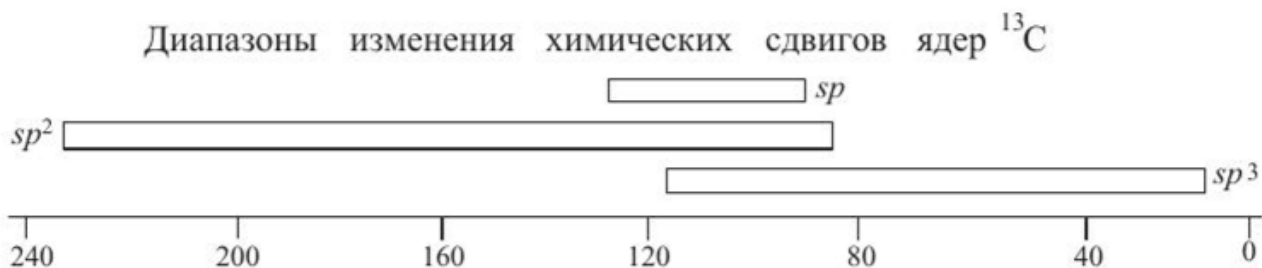 Диапазоны изменения химических сдвигов ядер ¹³C
sp
sp²
sp³
240 200 160 120 80 40 0